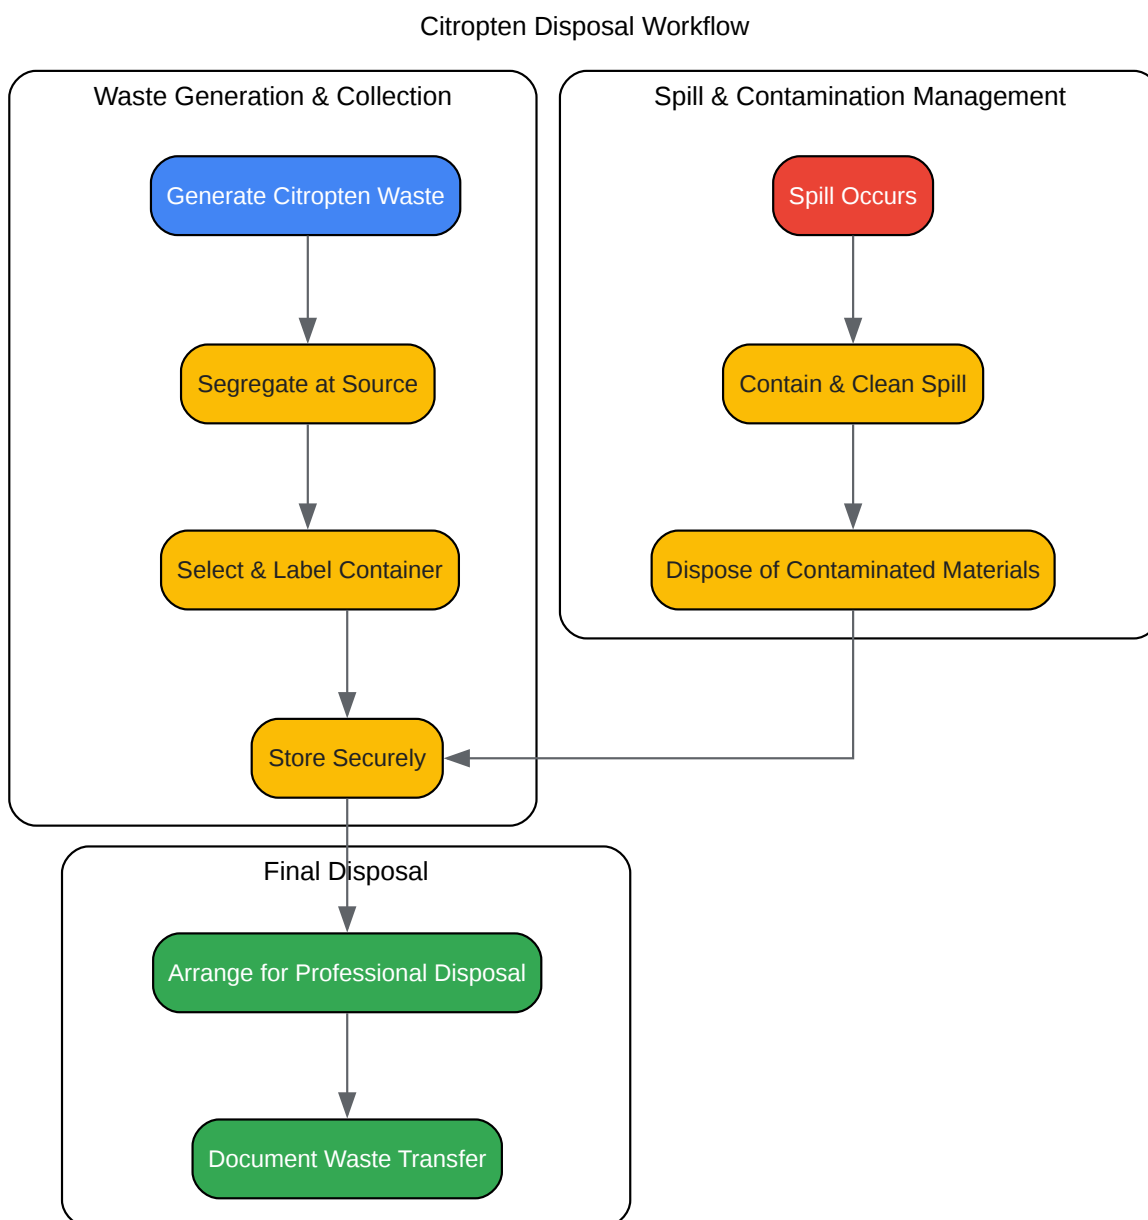 Citropten Disposal Workflow
Waste Generation & Collection
Generate Citropten Waste
Segregate at Source
Select & Label Container
Store Securely
Spill & Contamination Management
Spill Occurs
Contain & Clean Spill
Dispose of Contaminated Materials
Final Disposal
Arrange for Professional Disposal
Document Waste Transfer